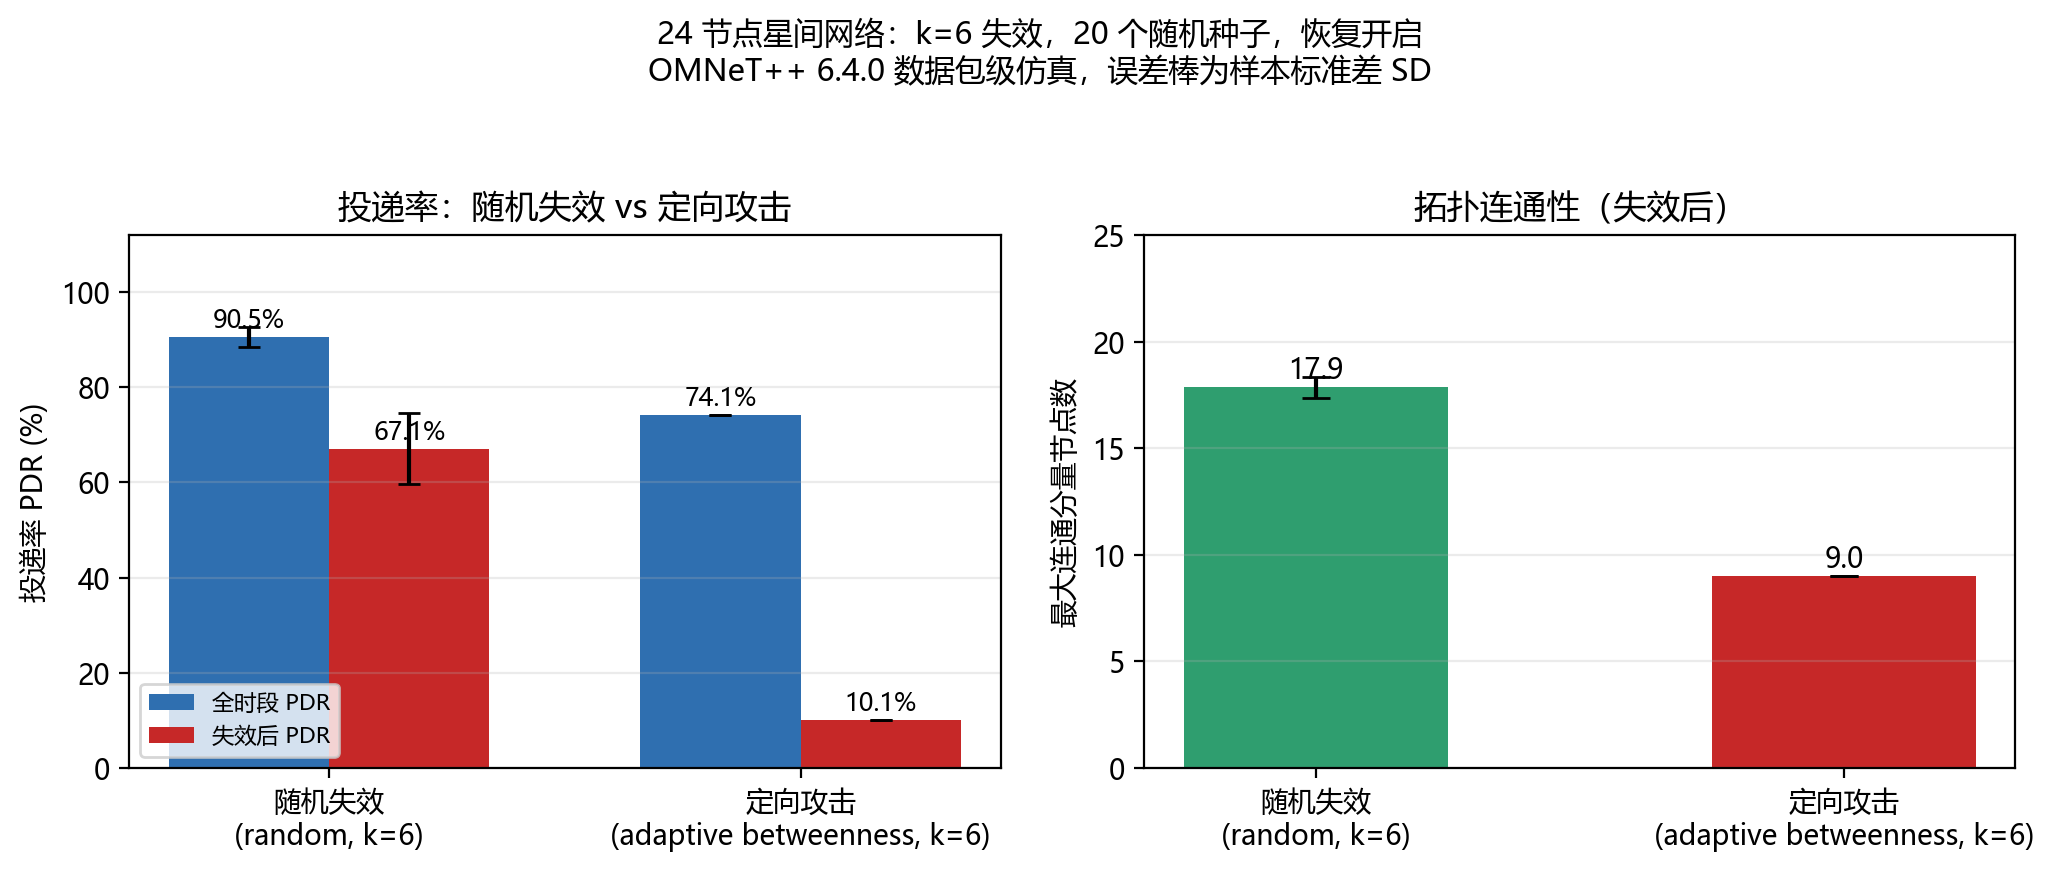 24 节点星间网络：k=6 失效，20 个随机种子，恢复开启
OMNeT++ 6.4.0 数据包级仿真，误差棒为样本标准差 SD
投递率：随机失效 vs 定向攻击
投递率 PDR (%)
100
80
60
40
20
0
90.5%
67.1%
74.1%
10.1%
全时段 PDR
失效后 PDR
随机失效
(random, k=6)
定向攻击
(adaptive betweenness, k=6)
拓扑连通性（失效后）
最大连通分量节点数
25
20
15
10
5
0
17.9
9.0
随机失效
(random, k=6)
定向攻击
(adaptive betweenness, k=6)